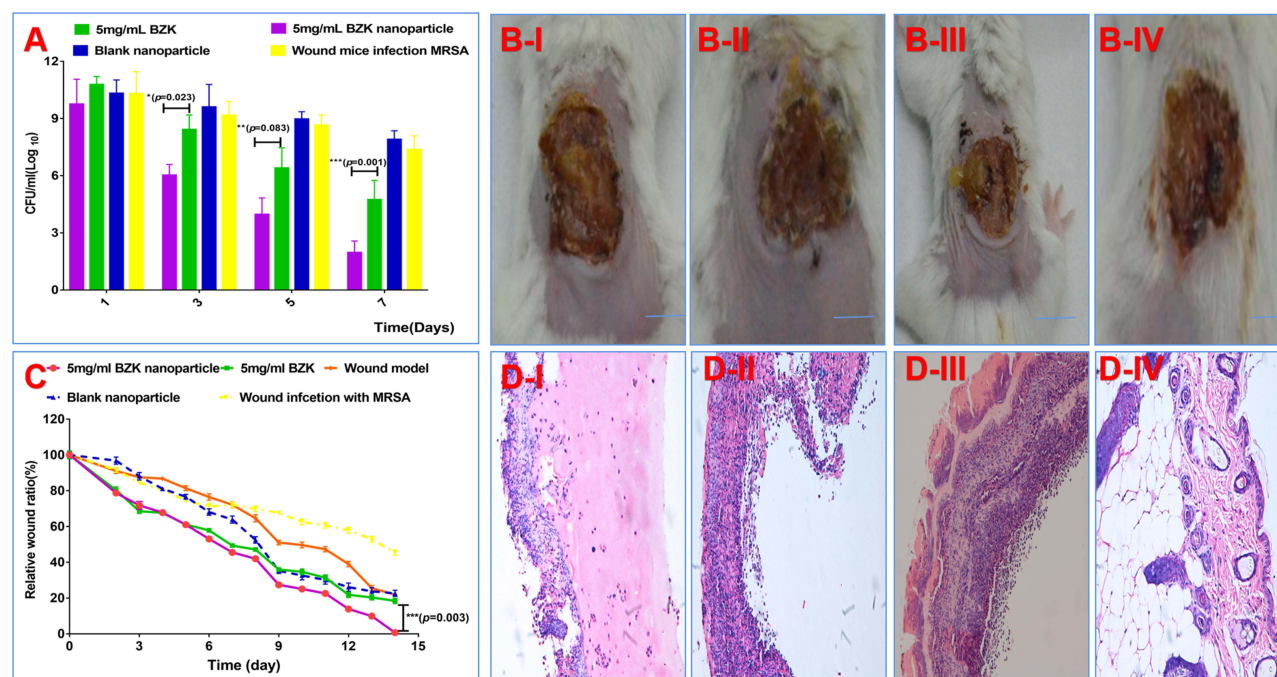 A
5mg/mL BZK
5mg/mL BZK nanoparticle
Blank nanoparticle
Wound mice infection MRSA
12
9
6
3
0
CFU/ml(Log 10)
*(p=0.023)
**(p=0.083)
***(p=0.001)
1
3
5
7
Time(Days)
B-I
B-II
B-III
B-IV
C
5mg/ml BZK nanoparticle
5mg/ml BZK
Wound model
Blank nanoparticle
Wound infcetion with MRSA
120
100
80
60
40
20
0
Relative wound ratio(%)
***(p=0.003)
0
3
6
9
12
15
Time (day)
D-I
D-II
D-III
D-IV